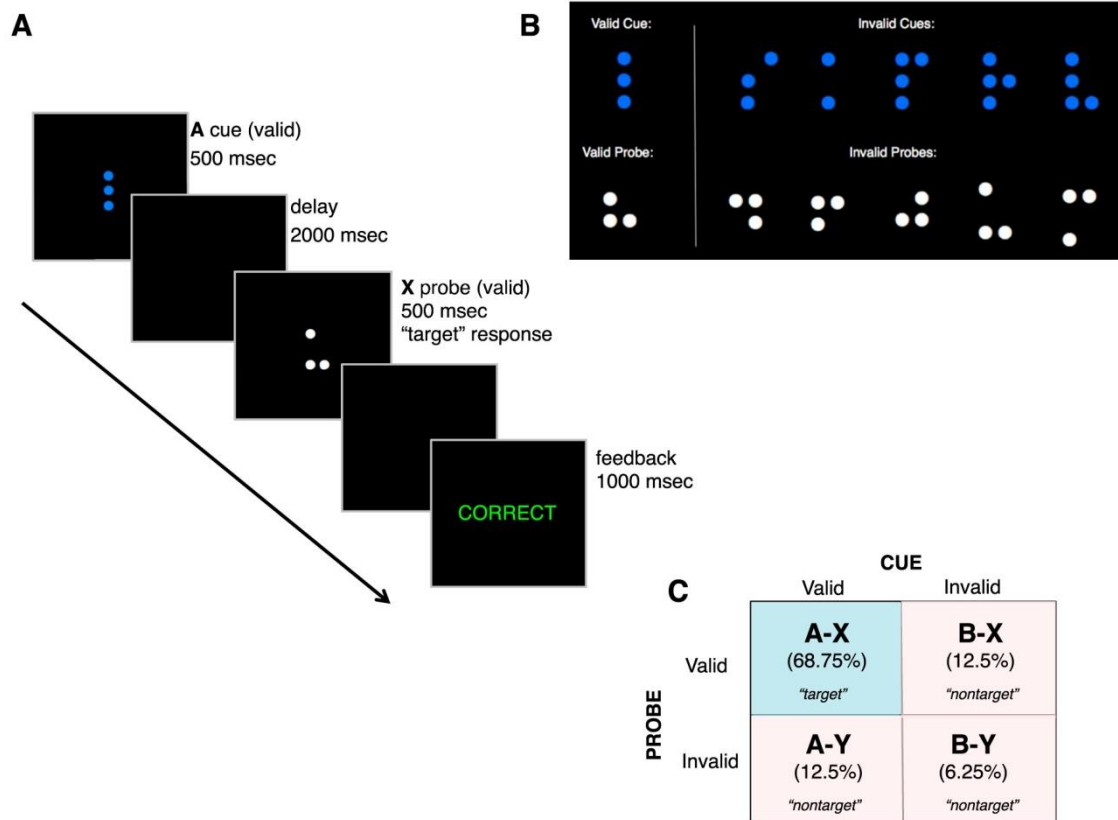 A
A cue (valid)
500 msec
delay
2000 msec
X probe (valid)
500 msec
“target” response
feedback
1000 msec
CORRECT
B
Valid Cue:
Invalid Cues:
Valid Probe:
Invalid Probes:
C
CUE
Valid
Invalid
PROBE
Valid
A-X
(68.75%)
“target”
B-X
(12.5%)
“nontarget”
Invalid
A-Y
(12.5%)
“nontarget”
B-Y
(6.25%)
“nontarget”